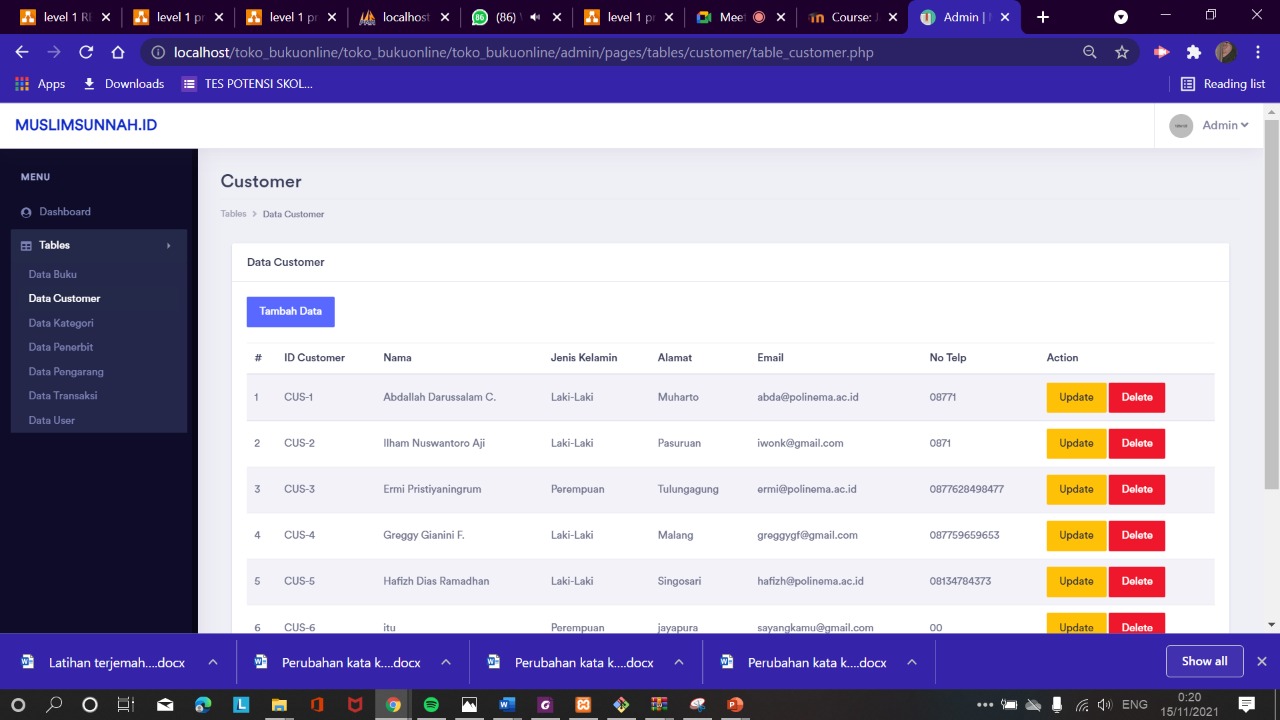 level 1 RE
level 1 pr
level 1 pr
localhost
(86)
level 1 pr
Meet
Course: J
Admin |
localhost/toko_bukuonline/toko_bukuonline/toko_bukuonline/admin/pages/tables/customer/table_customer.php
Apps
Downloads
TES POTENSI SKOL...
Reading list
MUSLIMSUNNAH.ID
Admin
MENU
Dashboard
Tables
Data Buku
Data Customer
Data Kategori
Data Penerbit
Data Pengarang
Data Transaksi
Data User
Customer
Tables > Data Customer
Data Customer
Tambah Data
# ID Customer Nama Jenis Kelamin Alamat Email No Telp Action
1 CUS-1 Abdallah Darussalam C. Laki-Laki Muharto abda@polinema.ac.id 08771 Update Delete
2 CUS-2 Ilham Nuswantoro Aji Laki-Laki Pasuruan iwonk@gmail.com 0871 Update Delete
3 CUS-3 Ermi Pristiyaningrum Perempuan Tulungagung ermi@polinema.ac.id 0877628498477 Update Delete
4 CUS-4 Greggy Gianini F. Laki-Laki Malang greggygf@gmail.com 087759659653 Update Delete
5 CUS-5 Hafizh Dias Ramadhan Laki-Laki Singosari hafizh@polinema.ac.id 08134784373 Update Delete
6 CUS-6 itu Perempuan jayapura sayangkamu@gmail.com 00 Update Delete
Latihan terjemah....docx
Perubahan kata k....docx
Perubahan kata k....docx
Perubahan kata k....docx
Show all
ENG
0:20
15/11/2021